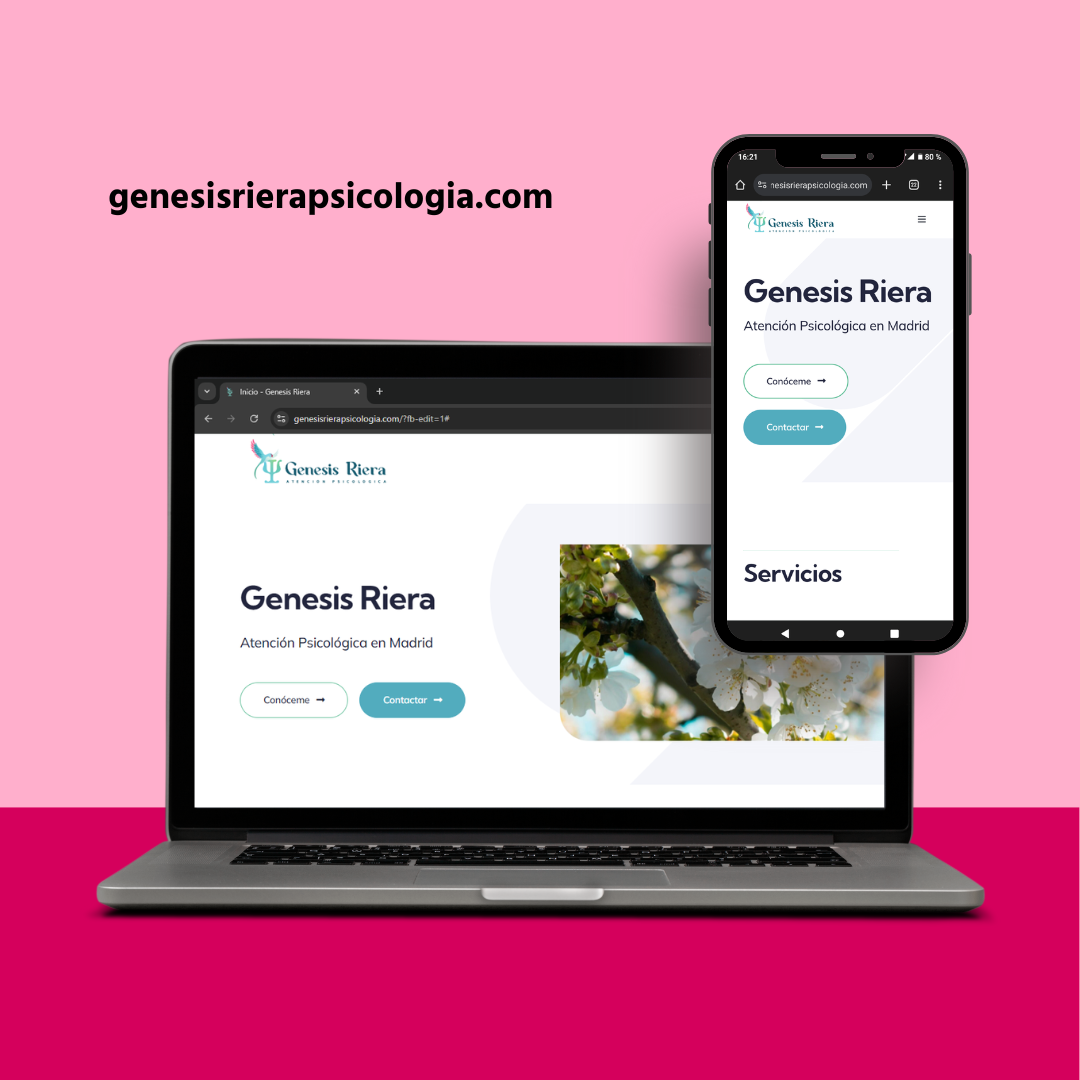 genesisrierapsicologia.com
16:21
80 %
nesisrierapsicologia.com
22
Genesis Riera
ATENCIÓN PSICOLÓGICA
Genesis Riera
Atención Psicológica en Madrid
Conóceme
Contactar
Servicios
Inicio - Genesis Riera
genesisrierapsicologia.com/?fb-edit=1#
Genesis Riera
ATENCIÓN PSICOLÓGICA
Genesis Riera
Atención Psicológica en Madrid
Conóceme
Contactar